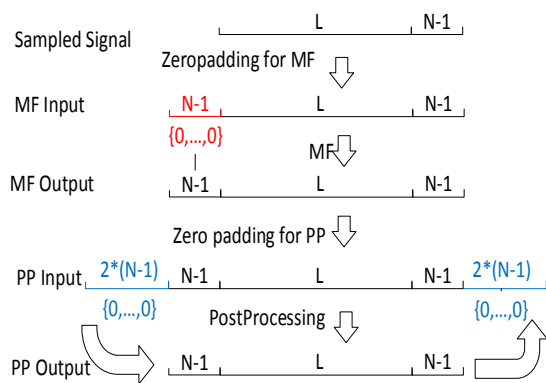 L N-1
Sampled Signal
Zeropadding for MF
MF Input N-1 L N-1
{0,...,0}
MF
MF Output N-1 L N-1
Zero padding for PP
PP Input 2*(N-1) N-1 L N-1 2*(N-1)
{0,...,0} {0,...,0}
PostProcessing
PP Output N-1 L N-1